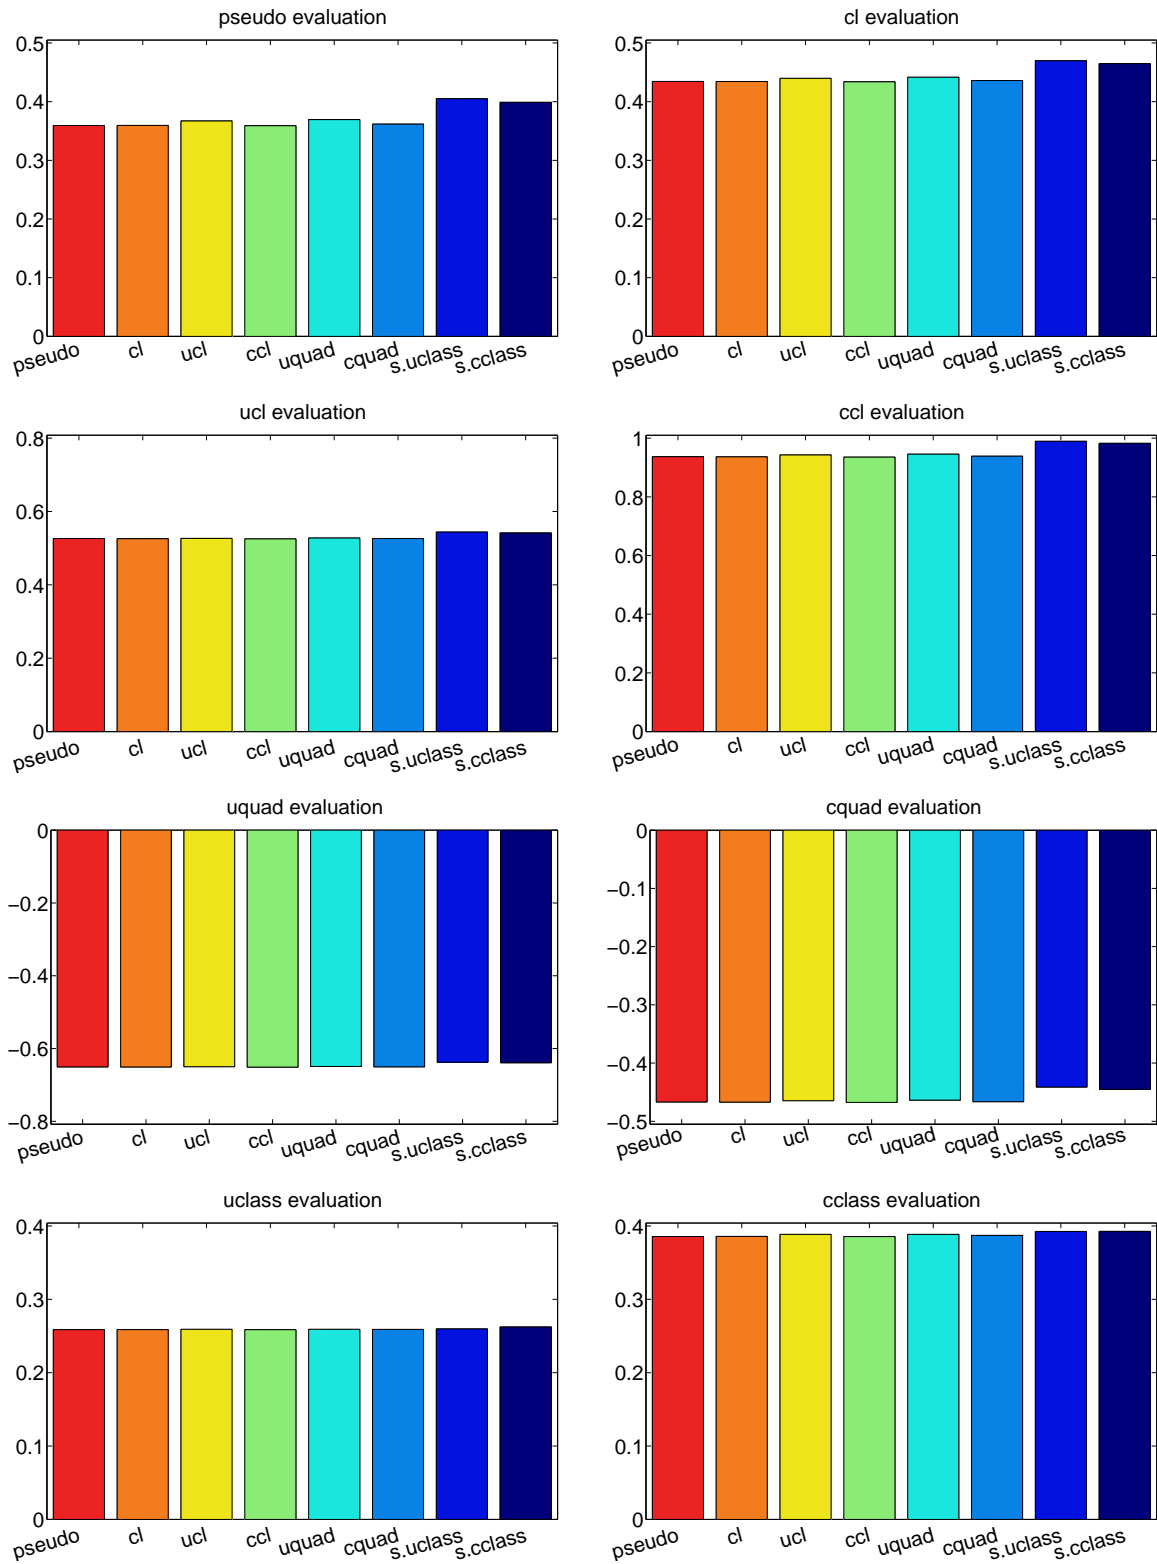 pseudo evaluation
0.5
0.4
0.3
0.2
0.1
0
pseudo cl ucl ccl uquad cquad s.uclass s.cclass
cl evaluation
0.5
0.4
0.3
0.2
0.1
0
pseudo cl ucl ccl uquad cquad s.uclass s.cclass
ucl evaluation
0.8
0.6
0.4
0.2
0
pseudo cl ucl ccl uquad cquad s.uclass s.cclass
ccl evaluation
1
0.8
0.6
0.4
0.2
0
pseudo cl ucl ccl uquad cquad s.uclass s.cclass
uquad evaluation
0
−0.2
−0.4
−0.6
−0.8
pseudo cl ucl ccl uquad cquad s.uclass s.cclass
cquad evaluation
0
−0.1
−0.2
−0.3
−0.4
−0.5
pseudo cl ucl ccl uquad cquad s.uclass s.cclass
uclass evaluation
0.4
0.3
0.2
0.1
0
pseudo cl ucl ccl uquad cquad s.uclass s.cclass
cclass evaluation
0.4
0.3
0.2
0.1
0
pseudo cl ucl ccl uquad cquad s.uclass s.cclass